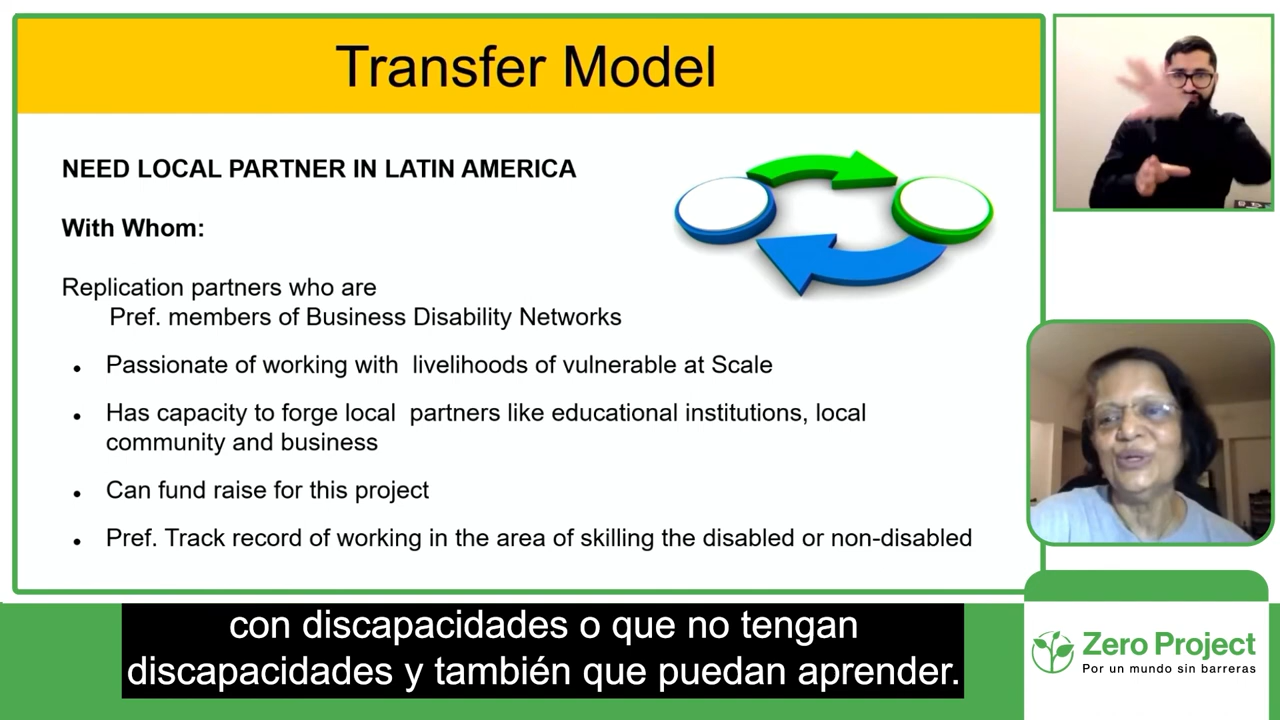 Transfer Model
NEED LOCAL PARTNER IN LATIN AMERICA
With Whom:
Replication partners who are
Pref. members of Business Disability Networks
• Passionate of working with livelihoods of vulnerable at Scale
• Has capacity to forge local partners like educational institutions, local
community and business
• Can fund raise for this project
• Pref. Track record of working in the area of skilling the disabled or non-disabled
con discapacidades o que no tengan
discapacidades y también que puedan aprender.
Zero Project
Por un mundo sin barreras